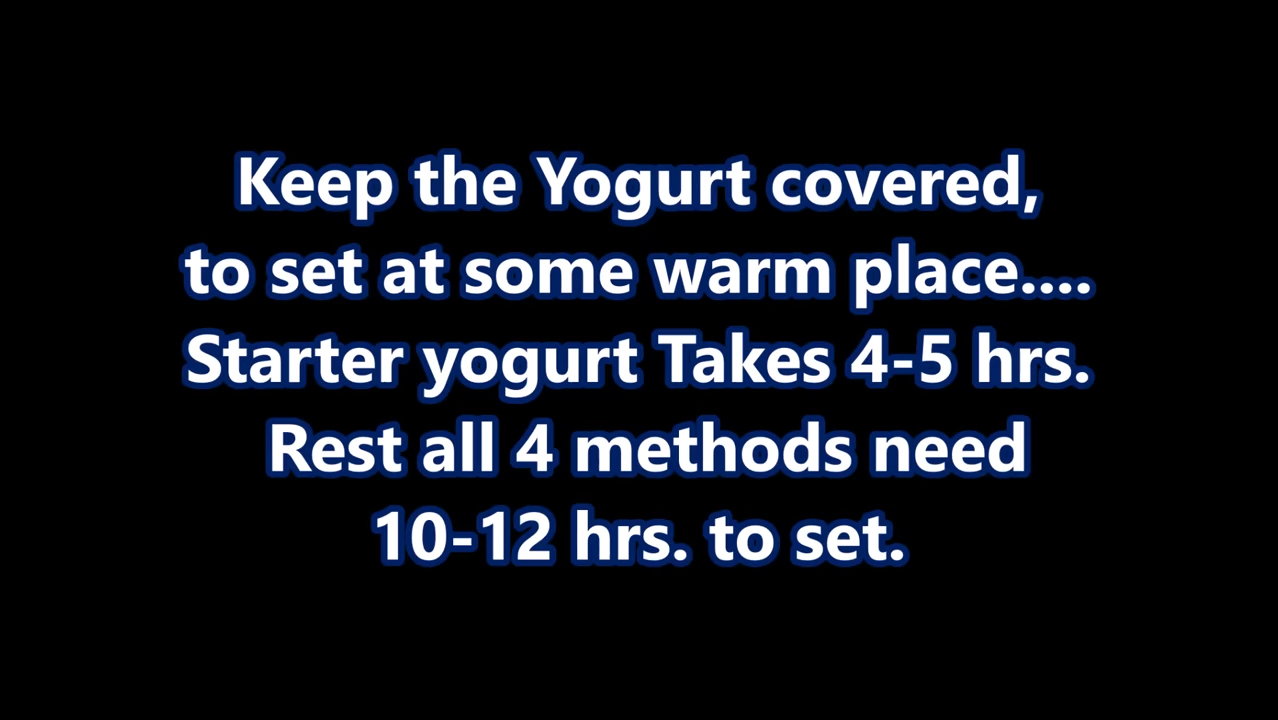 Keep the Yogurt covered,
to set at some warm place....
Starter yogurt Takes 4-5 hrs.
Rest all 4 methods need
10-12 hrs. to set.